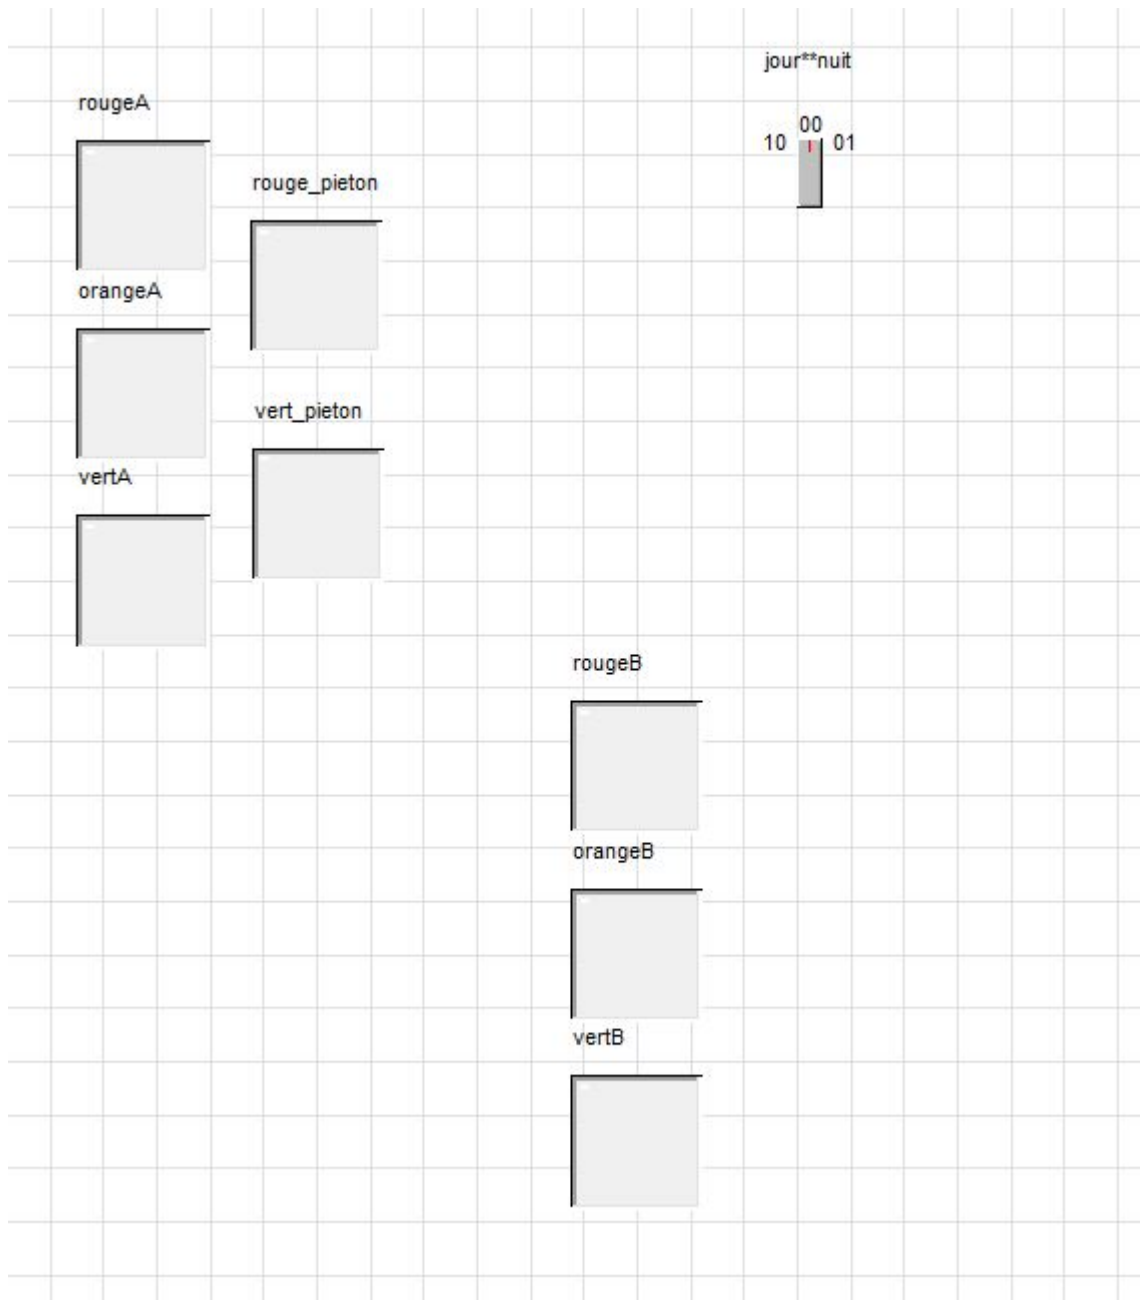 jour**nuit
rougeA
00
10
01
rouge_pieton
orangeA
vert_pieton
vertA
rougeB
orangeB
vertB